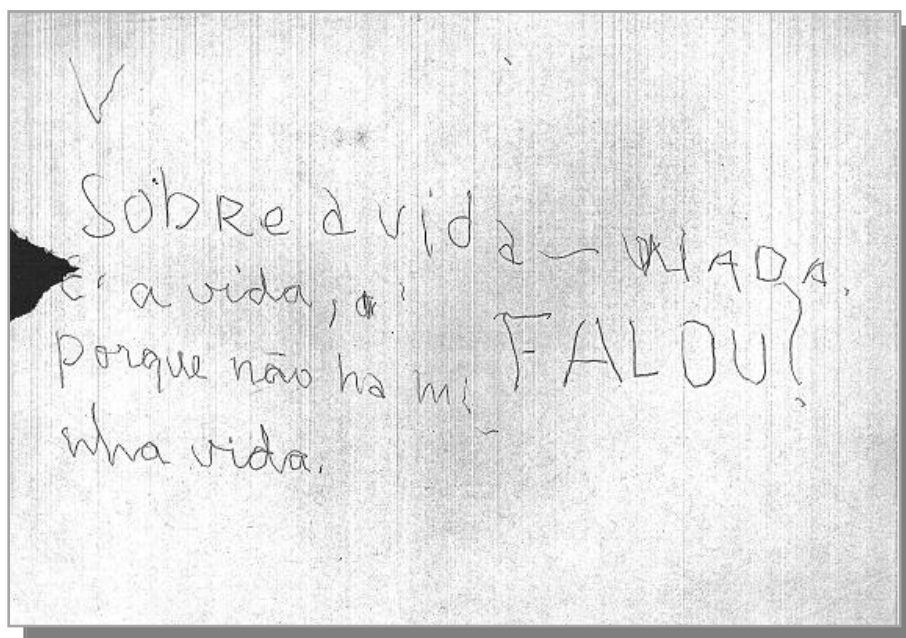 V
Sobre a vida — NADA.
É a vida,
porque não ha mi-
nha vida.
FALOU?